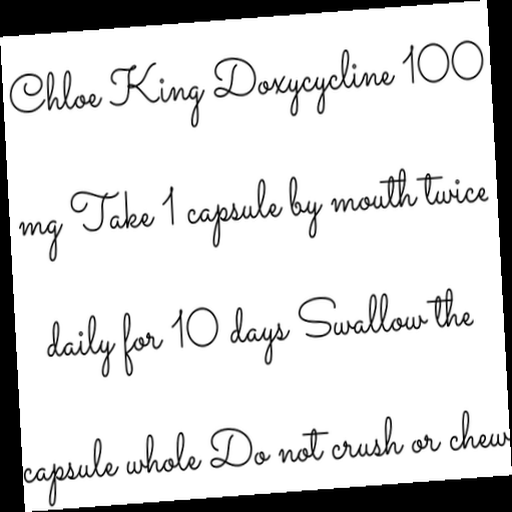 Chloe King Doxycycline 100
mg Take 1 capsule by mouth twice
daily for 10 days Swallow the
capsule whole Do not crush or chew